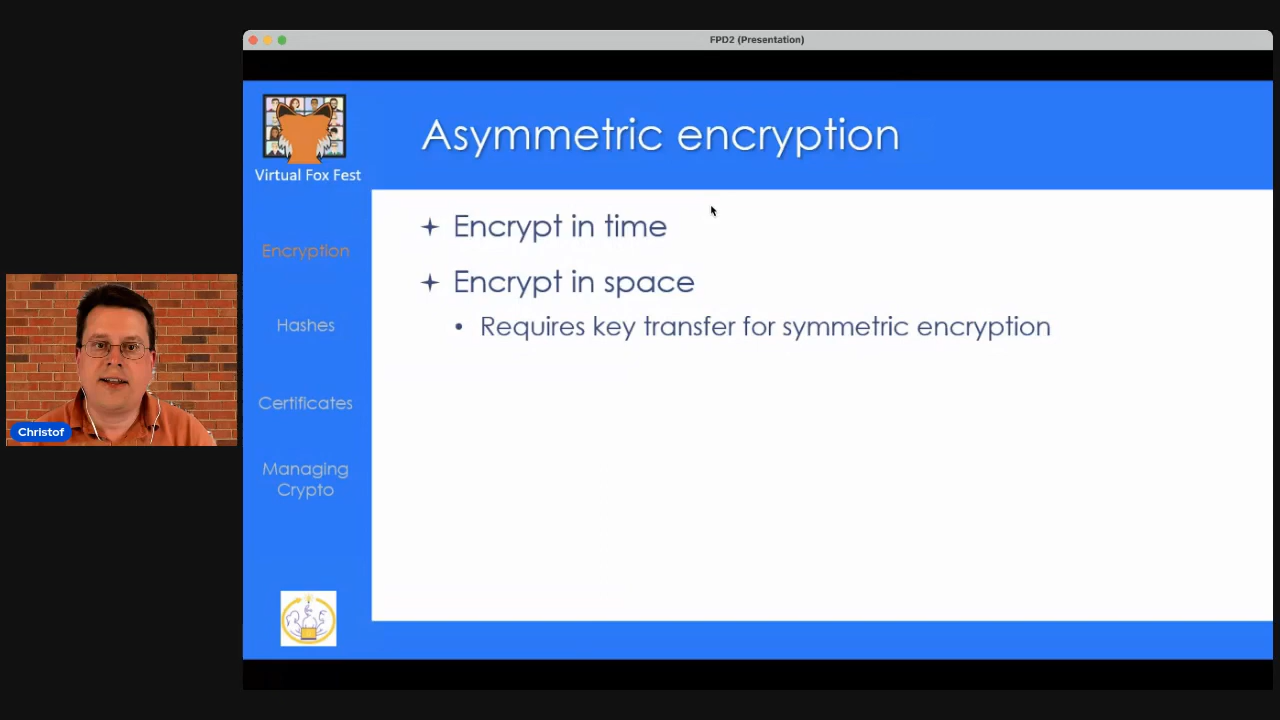 FPD2 (Presentation)
Virtual Fox Fest
Asymmetric encryption
Encryption
Hashes
Certificates
Managing
Crypto
Encrypt in time
Encrypt in space
• Requires key transfer for symmetric encryption
Christof